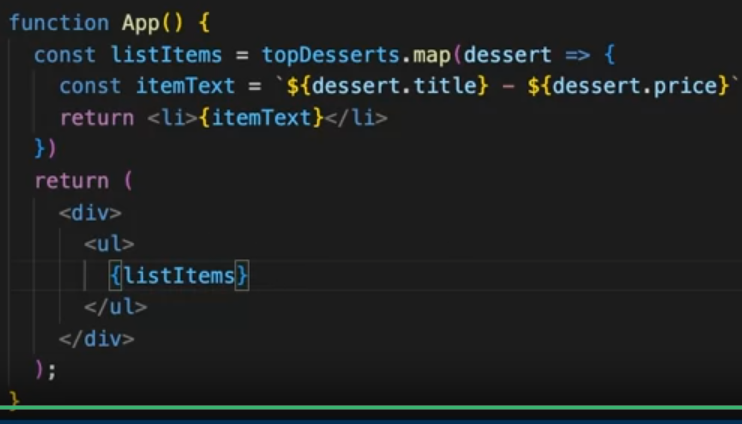 function App() {
const listItems = topDesserts.map(dessert => {
const itemText = `${dessert.title} - ${dessert.price}`
return <li>{itemText}</li>
})
return (
<div>
<ul>
{listItems}
</ul>
</div>
);
}